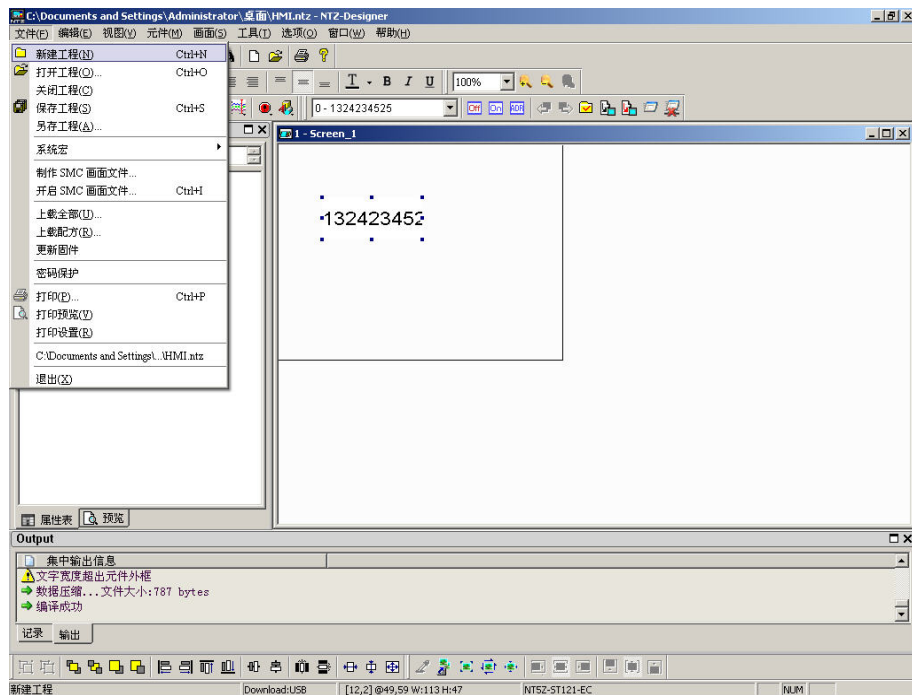 C:\Documents and Settings\Administrator\桌面\HMI.ntz - NTZ-Designer
文件(F) 编辑(E) 视图(V) 元件(M) 画面(S) 工具(T) 选项(O) 窗口(W) 帮助(H)
新建工程(N) Ctrl+N
打开工程(O)... Ctrl+O
关闭工程(C)
保存工程(S) Ctrl+S
另存工程(A)...
系统宏
制作 SMC 画面文件...
开启 SMC 画面文件... Ctrl+I
上载全部(U)...
上载配方(R)...
更新固件
密码保护
打印(P)... Ctrl+P
打印预览(V)
打印设置(R)
C:\Documents and Settings\...\HMI.ntz
退出(X)
T B I U 100%
0 - 1324234525 Off On ADR
1 - Screen_1
132423452
属性表 预览
Output
集中输出信息
文字宽度超出元件外框
数据压缩...文件大小:787 bytes
编译成功
记录 输出
新建工程 Download:USB [12,2] @49,59 W:113 H:47 NT5Z-ST121-EC NUM